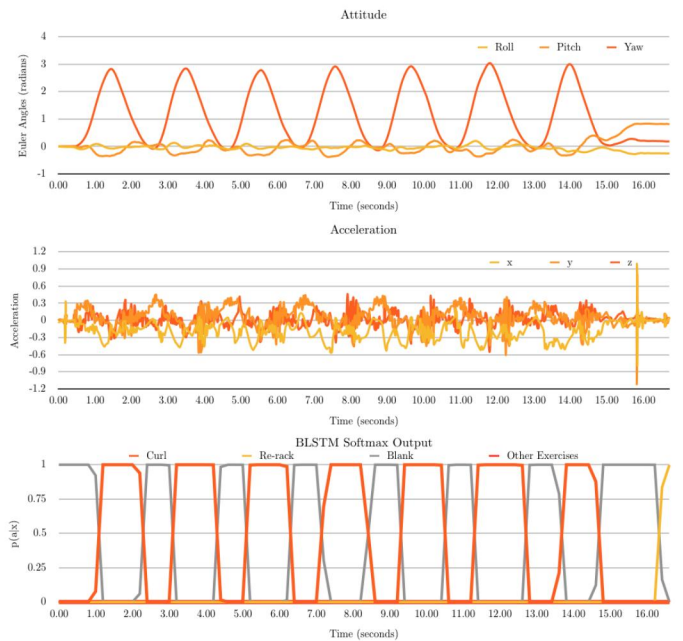 Attitude
Roll Pitch Yaw
Euler Angles (radians)
4
3
2
1
0
-1
0.00 1.00 2.00 3.00 4.00 5.00 6.00 7.00 8.00 9.00 10.00 11.00 12.00 13.00 14.00 15.00 16.00
Time (seconds)
Acceleration
x y z
Acceleration
1.2
0.9
0.6
0.3
0
-0.3
-0.6
-0.9
-1.2
0.00 1.00 2.00 3.00 4.00 5.00 6.00 7.00 8.00 9.00 10.00 11.00 12.00 13.00 14.00 15.00 16.00
Time (seconds)
BLSTM Softmax Output
Curl Re-rack Blank Other Exercises
p(a|x)
1
0.75
0.5
0.25
0
0.00 1.00 2.00 3.00 4.00 5.00 6.00 7.00 8.00 9.00 10.00 11.00 12.00 13.00 14.00 15.00 16.00
Time (seconds)